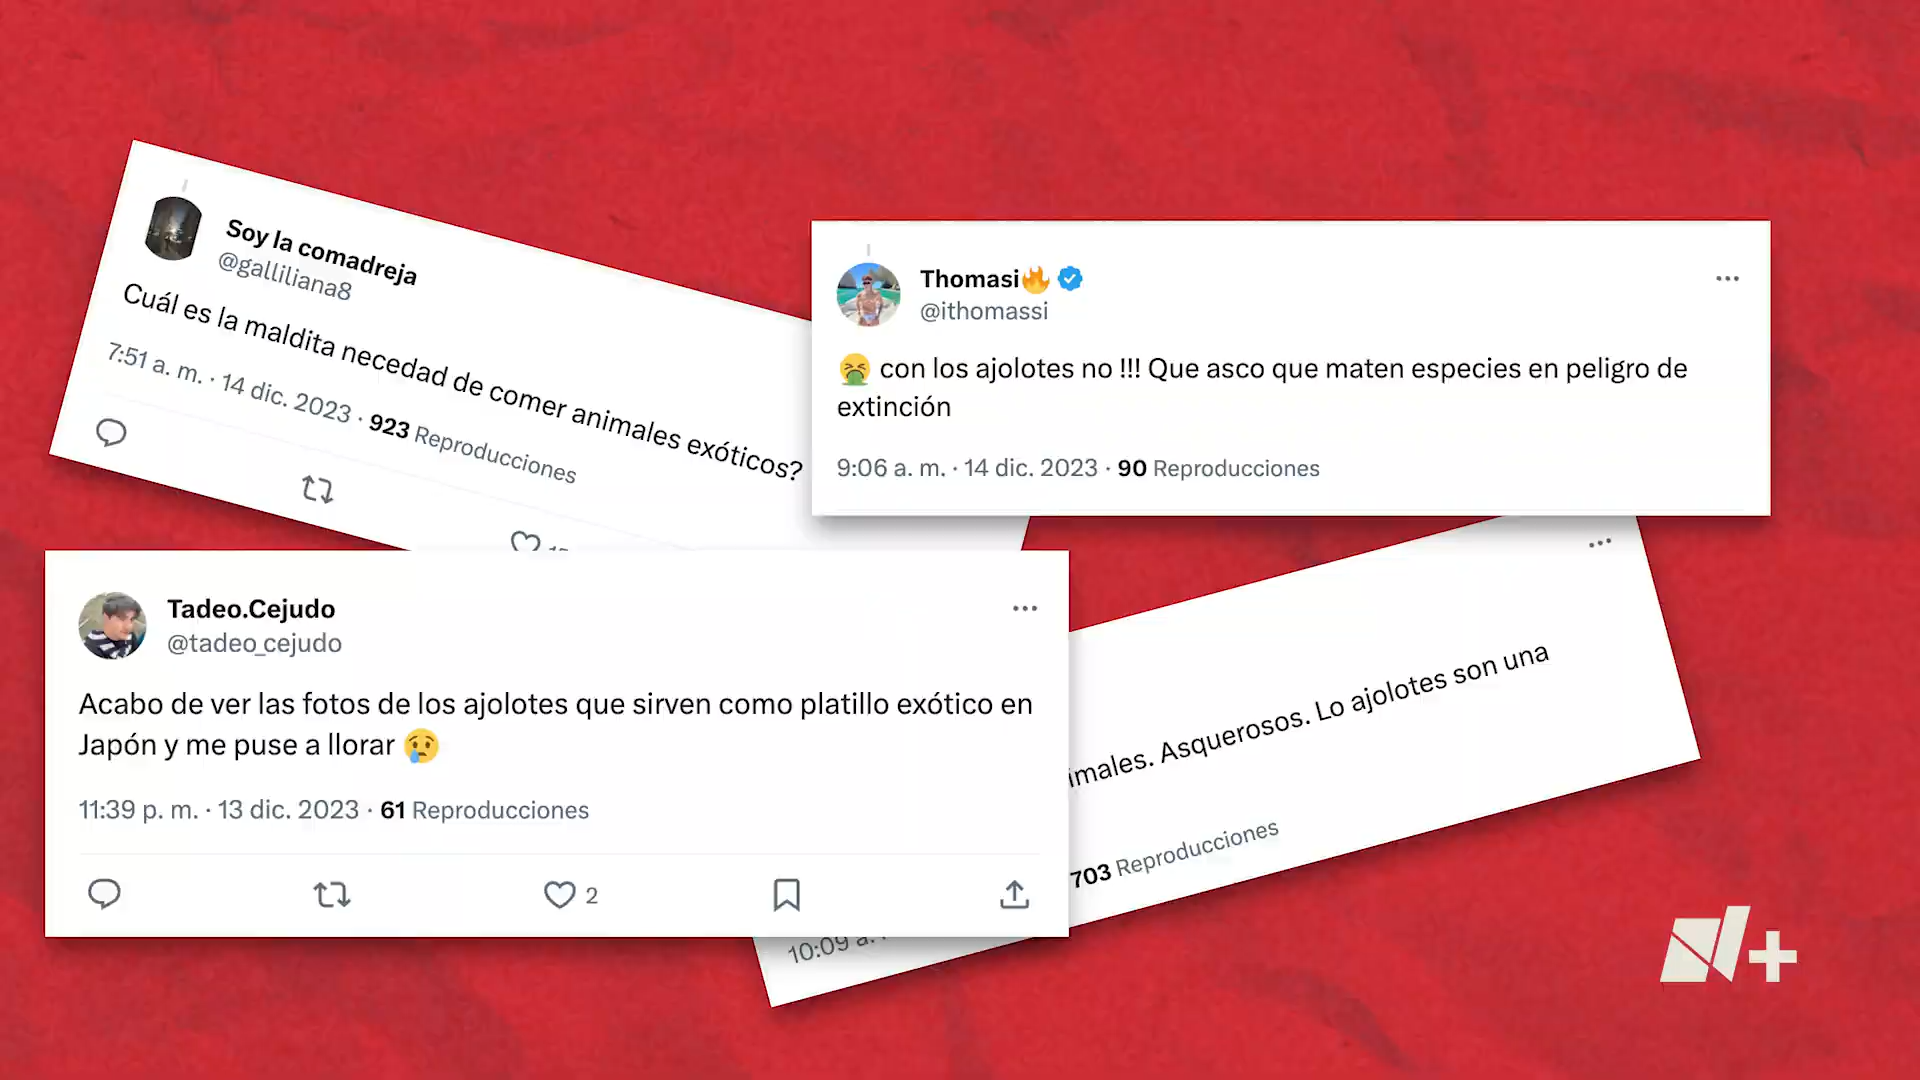 Soy la comadreja
@galliliana8
Cuál es la maldita necedad de comer animales exóticos?
7:51 a. m. · 14 dic. 2023 · 923 Reproducciones
Thomasi🔥
@ithomassi
🤮 con los ajolotes no !!! Que asco que maten especies en peligro de
extinción
9:06 a. m. · 14 dic. 2023 · 90 Reproducciones
Tadeo.Cejudo
@tadeo_cejudo
Acabo de ver las fotos de los ajolotes que sirven como platillo exótico en
Japón y me puse a llorar 😢
11:39 p. m. · 13 dic. 2023 · 61 Reproducciones
2
imales. Asquerosos. Lo ajolotes son una
10:09 a.
703 Reproducciones
N+